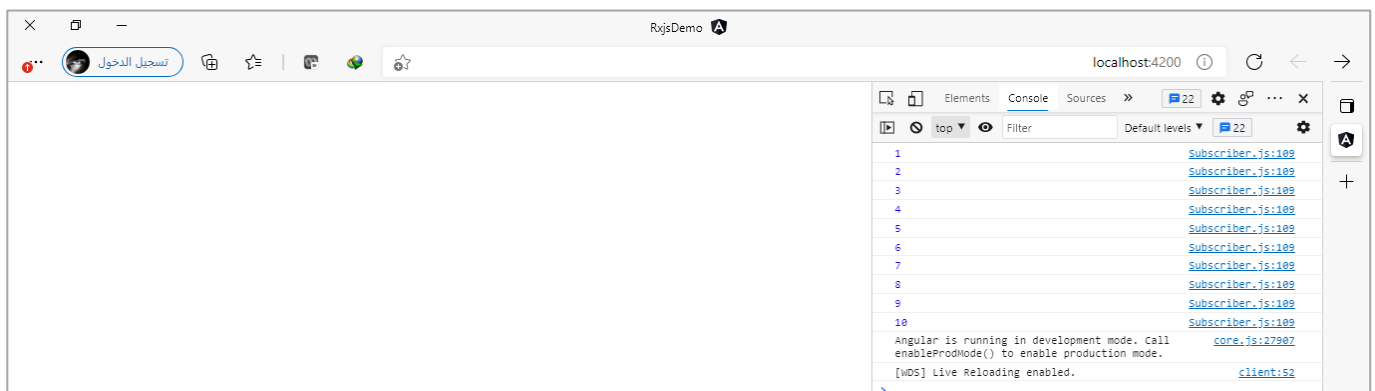 RxjsDemo
تسجيل الدخول
localhost:4200
Elements Console Sources » 22
top ▼ Filter Default levels ▼ 22
1 Subscriber.js:109
2 Subscriber.js:109
3 Subscriber.js:109
4 Subscriber.js:109
5 Subscriber.js:109
6 Subscriber.js:109
7 Subscriber.js:109
8 Subscriber.js:109
9 Subscriber.js:109
10 Subscriber.js:109
Angular is running in development mode. Call core.js:27907
enableProdMode() to enable production mode.
[WDS] Live Reloading enabled. client:52